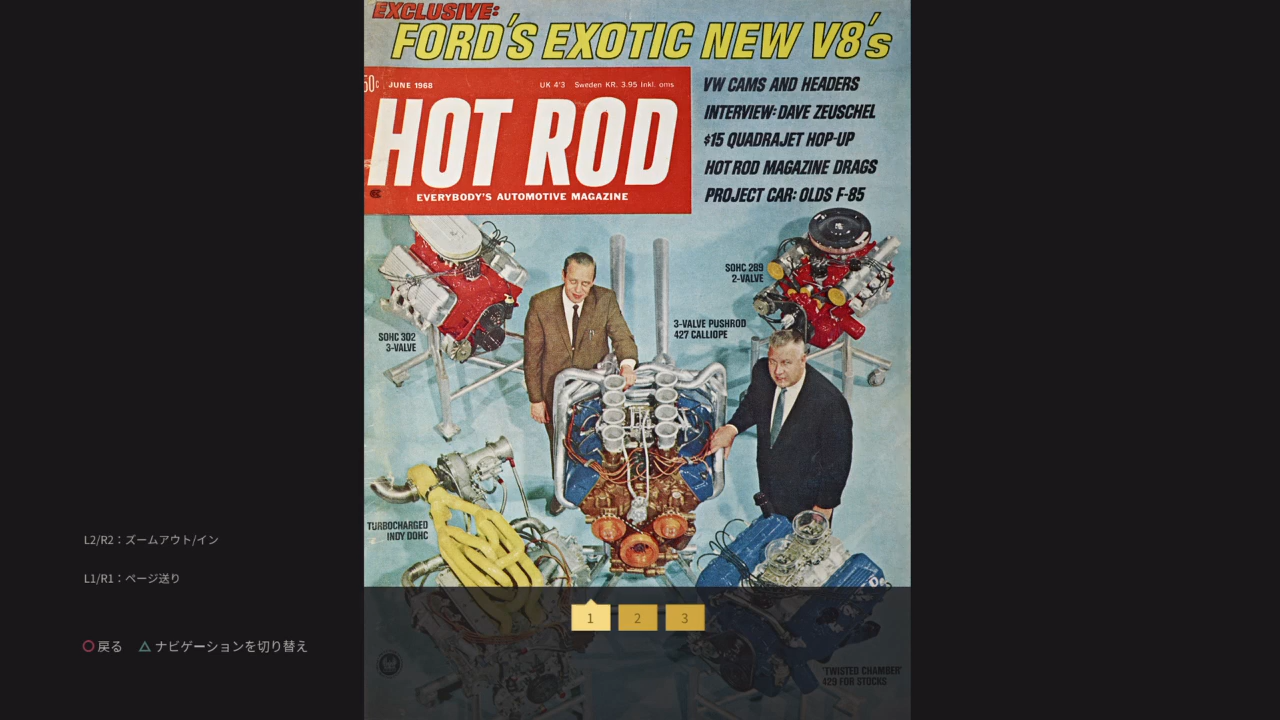 EXCLUSIVE:
FORD'S EXOTIC NEW V8's
50¢ JUNE 1968 UK 4'3 Sweden KR. 3.95 Inkl. oms
HOT ROD
EVERYBODY'S AUTOMOTIVE MAGAZINE
VW CAMS AND HEADERS
INTERVIEW: DAVE ZEUSCHEL
$15 QUADRAJET HOP-UP
HOT ROD MAGAZINE DRAGS
PROJECT CAR: OLDS F-85
SOHC 289
2-VALVE
3-VALVE PUSHROD
427 CALLIOPE
SOHC 302
3-VALVE
TURBOCHARGED
INDY DOHC
"TWISTED CHAMBER"
429 FOR STOCKS
L2/R2：ズームアウト/イン
L1/R1：ページ送り
戻る ナビゲーションを切り替え
1 2 3